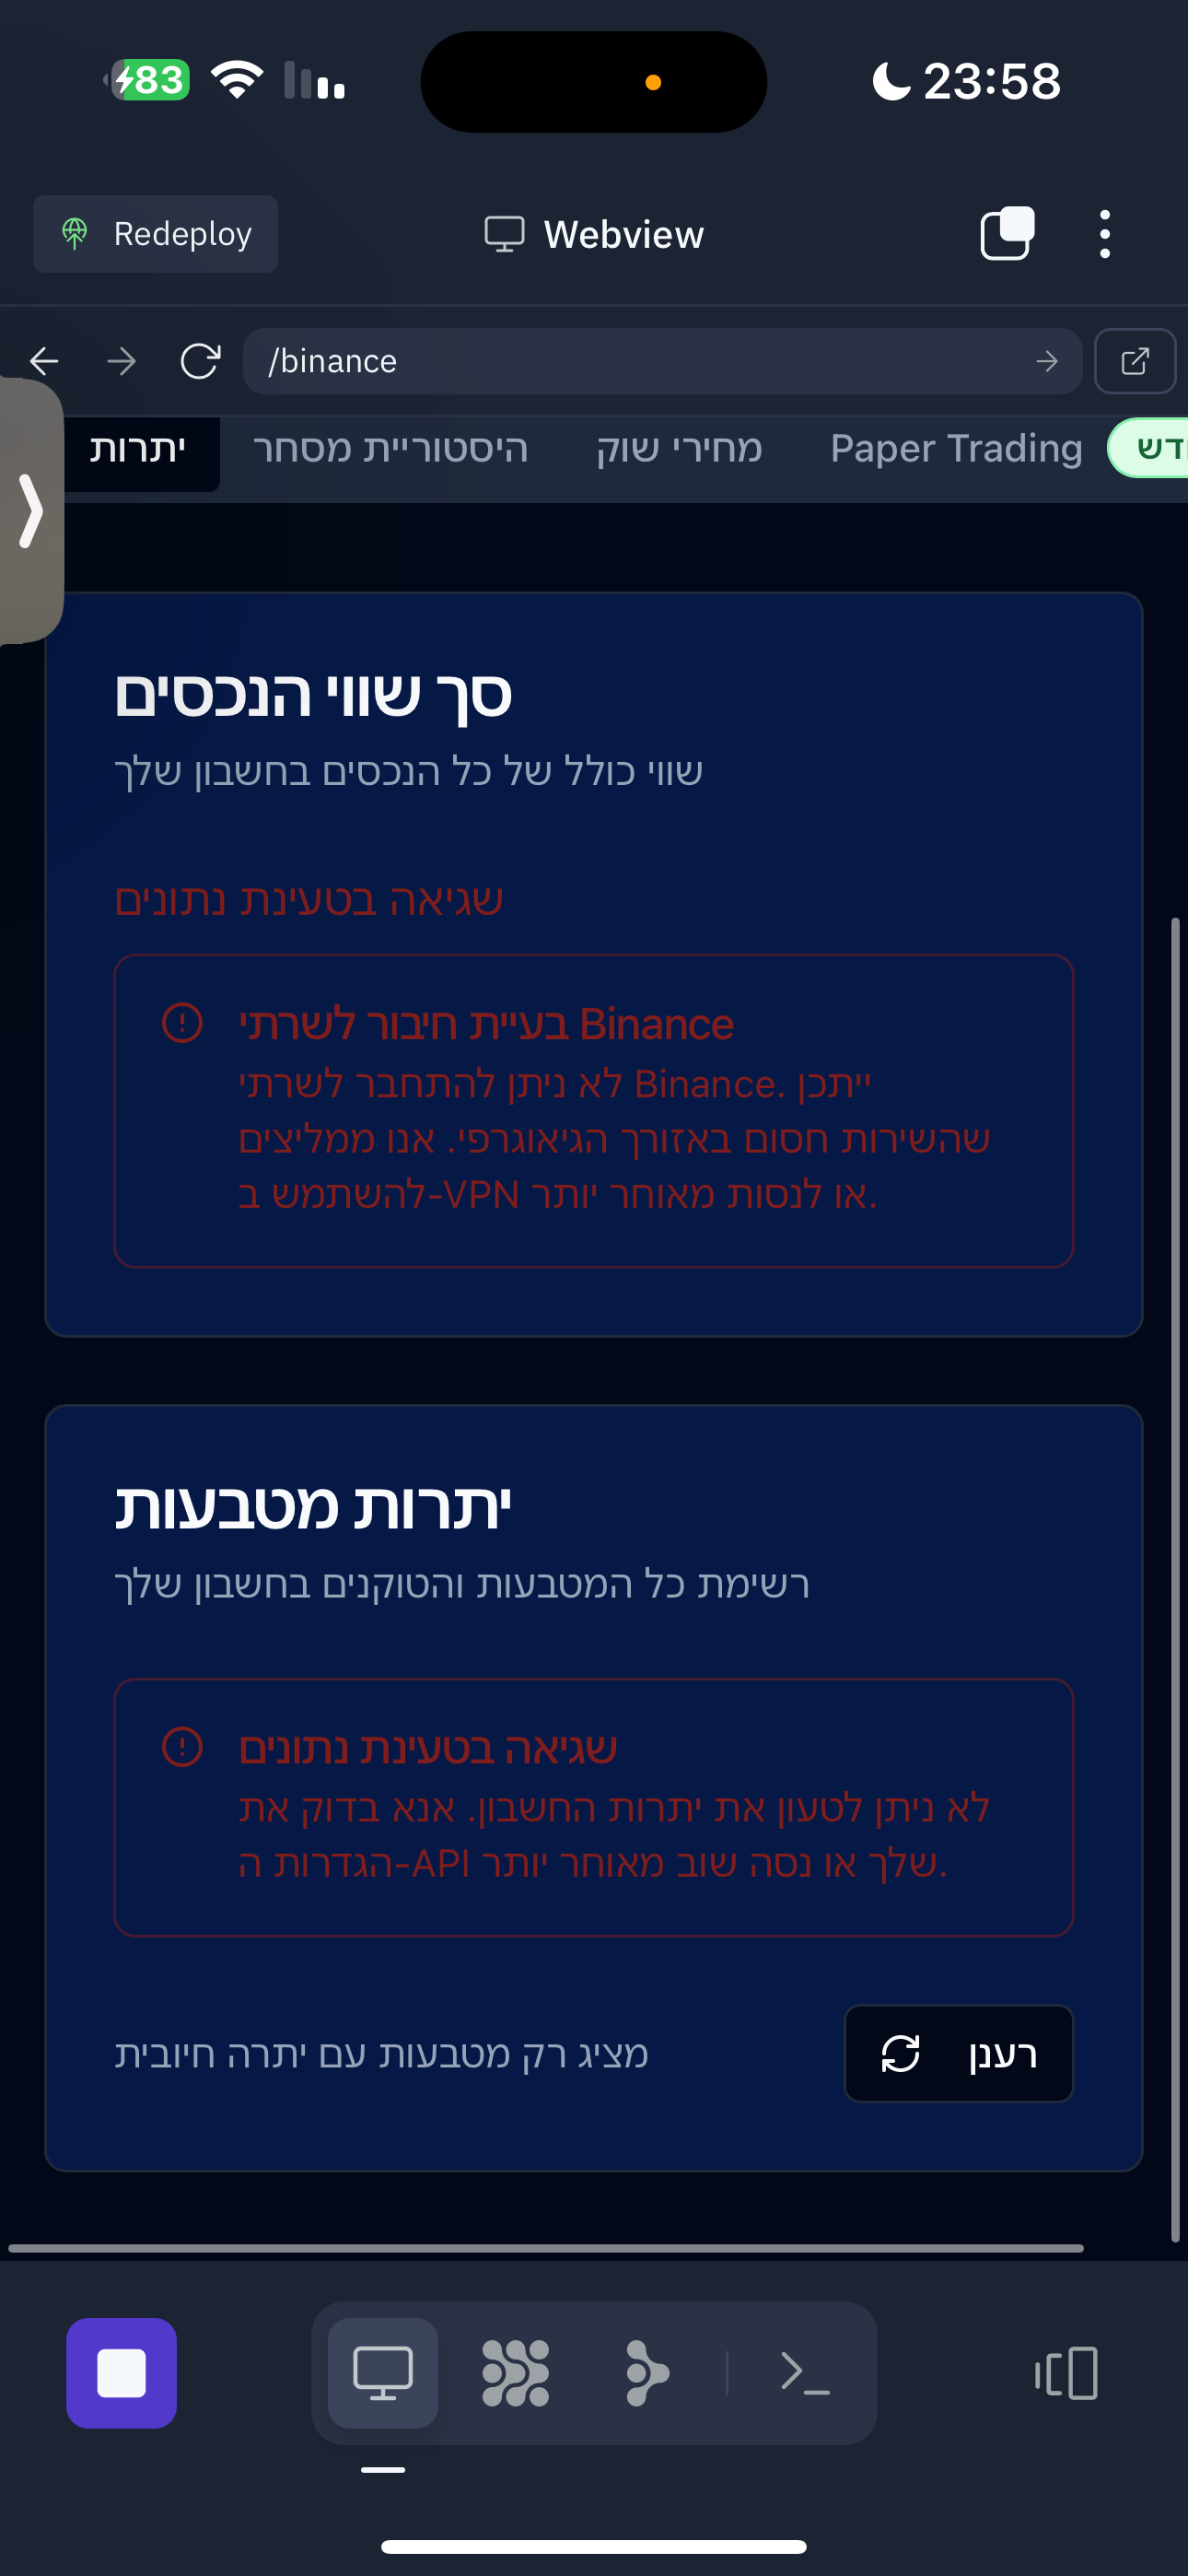 83
23:58
Redeploy
Webview
/binance
יתרות
היסטוריית מסחר
מחירי שוק
Paper Trading
סך שווי הנכסים
שווי כולל של כל הנכסים בחשבון שלך
שגיאה בטעינת נתונים
בעיית חיבור לשרתי Binance
לא ניתן להתחבר לשרתי Binance. ייתכן
שהשירות חסום באזורך הגיאוגרפי. אנו ממליצים
להשתמש ב-VPN או לנסות מאוחר יותר.
יתרות מטבעות
רשימת כל המטבעות והטוקנים בחשבון שלך
שגיאה בטעינת נתונים
לא ניתן לטעון את יתרות החשבון. אנא בדוק את
הגדרות ה-API שלך או נסה שוב מאוחר יותר.
מציג רק מטבעות עם יתרה חיובית
רענן